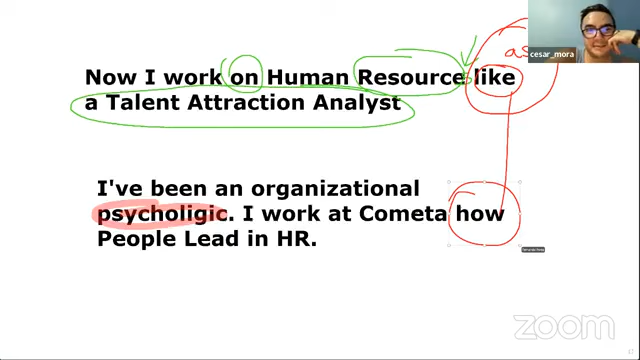 cesar_mora
as
Now I work on Human Resource like
a Talent Attraction Analyst
I've been an organizational
psycholigic. I work at Cometa how
People Lead in HR.
zoom